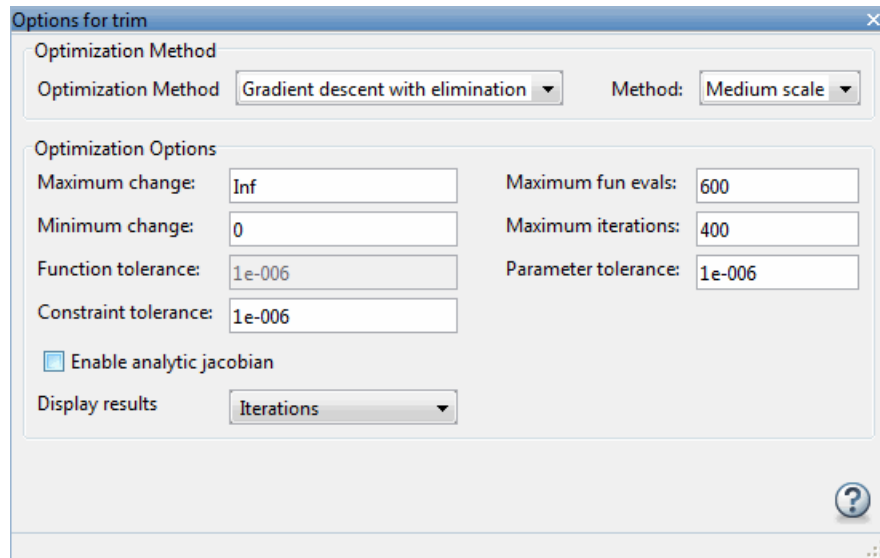 Options for trim
Optimization Method
Optimization Method Gradient descent with elimination Method: Medium scale
Optimization Options
Maximum change: Inf Maximum fun evals: 600
Minimum change: 0 Maximum iterations: 400
Function tolerance: 1e-006 Parameter tolerance: 1e-006
Constraint tolerance: 1e-006
Enable analytic jacobian
Display results Iterations